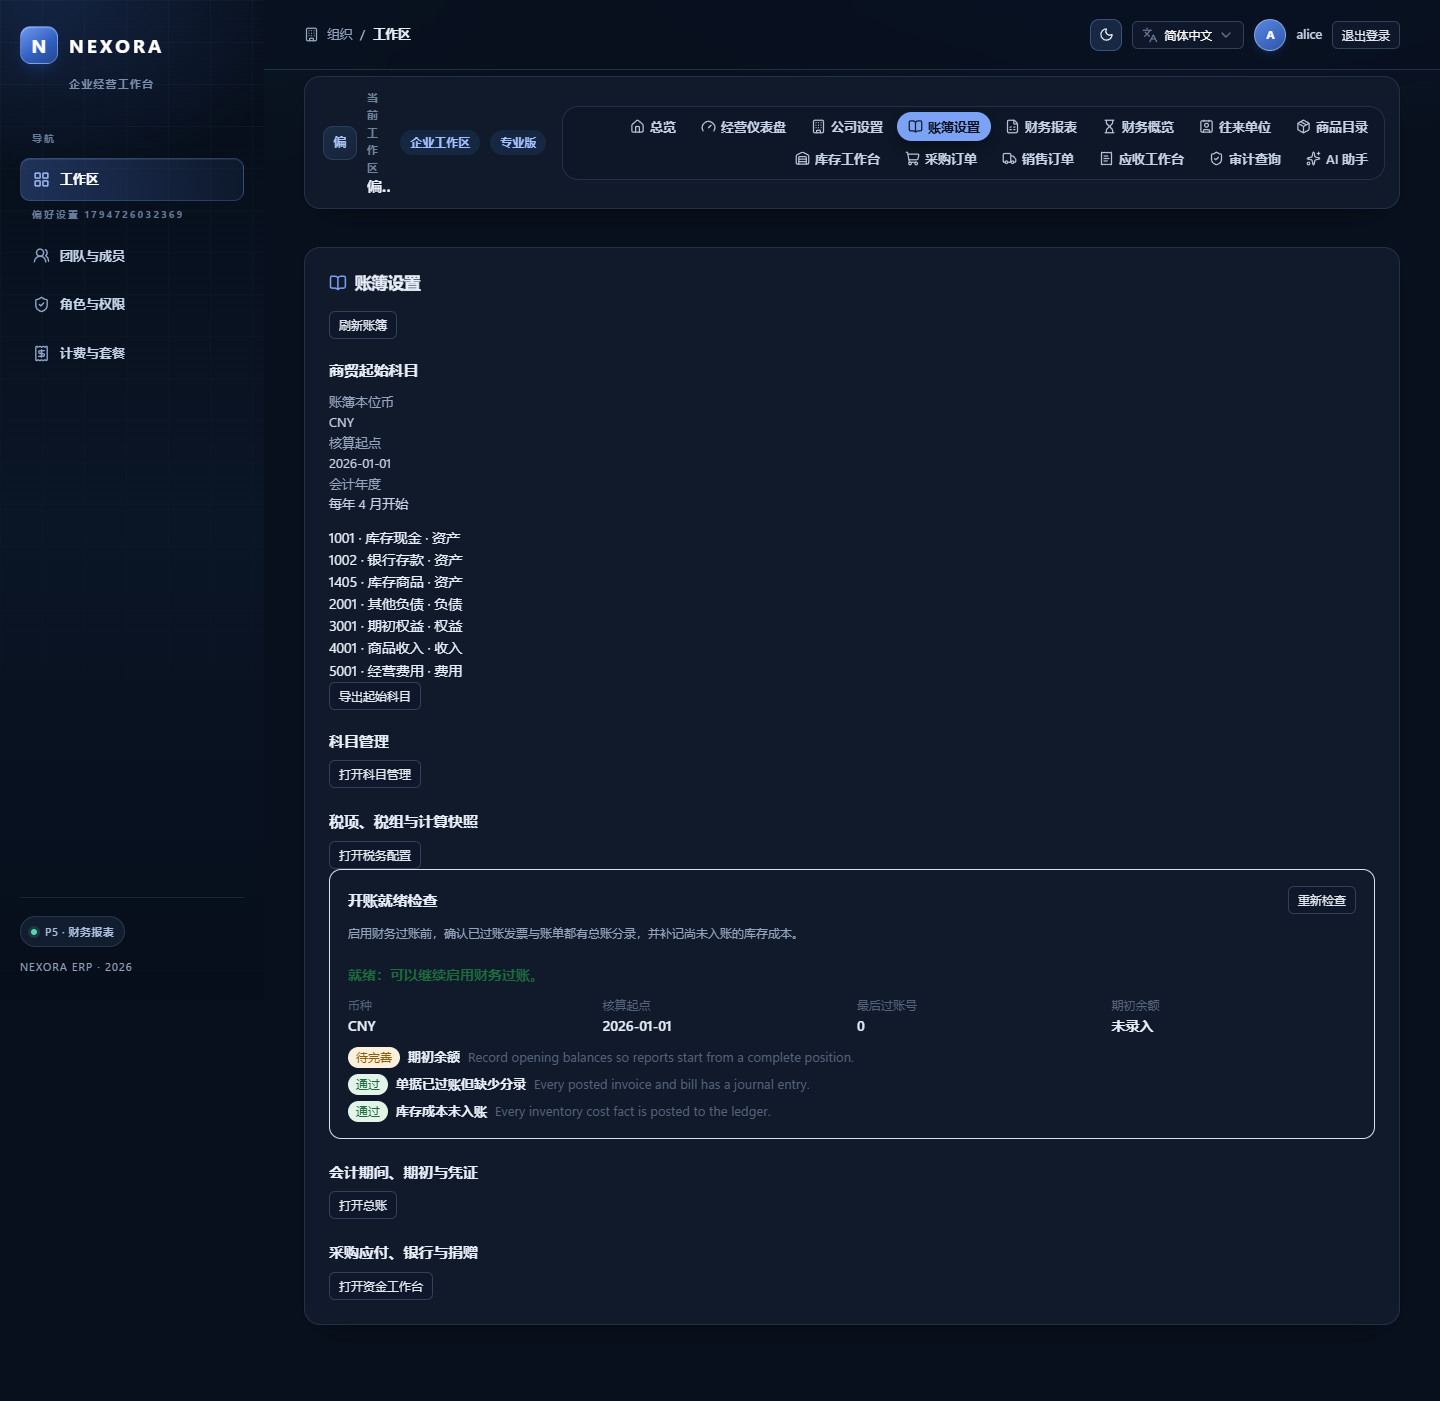 N NEXORA
企业经营工作台
导航
工作区
偏好设置 1794726032369
团队与成员
角色与权限
计费与套餐
P5 · 财务报表
NEXORA ERP · 2026
组织 / 工作区
简体中文
A
alice
退出登录
偏
当前工作区
偏..
企业工作区
专业版
总览
经营仪表盘
公司设置
账簿设置
财务报表
财务概览
往来单位
商品目录
库存工作台
采购订单
销售订单
应收工作台
审计查询
AI 助手
账簿设置
刷新账簿
商贸起始科目
账簿本位币
CNY
核算起点
2026-01-01
会计年度
每年 4 月开始
1001 · 库存现金 · 资产
1002 · 银行存款 · 资产
1405 · 库存商品 · 资产
2001 · 其他负债 · 负债
3001 · 期初权益 · 权益
4001 · 商品收入 · 收入
5001 · 经营费用 · 费用
导出起始科目
科目管理
打开科目管理
税项、税组与计算快照
打开税务配置
开账就绪检查
重新检查
启用财务过账前，确认已过账发票与账单都有总账分录，并补记尚未入账的库存成本。
就绪：可以继续启用财务过账。
币种
CNY
核算起点
2026-01-01
最后过账号
0
期初余额
未录入
待完善 期初余额 Record opening balances so reports start from a complete position.
通过 单据已过账但缺少分录 Every posted invoice and bill has a journal entry.
通过 库存成本未入账 Every inventory cost fact is posted to the ledger.
会计期间、期初与凭证
打开总账
采购应付、银行与捐赠
打开资金工作台